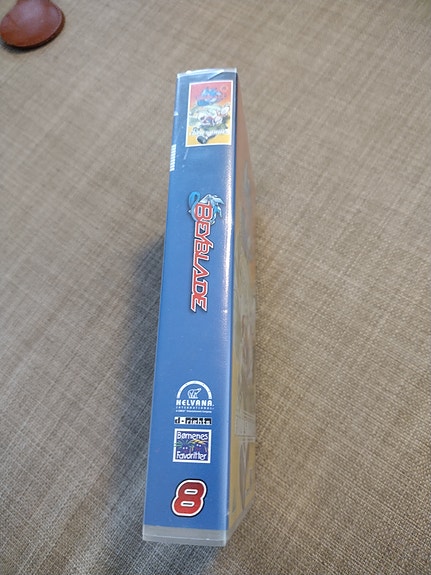 BEYBLADE
NELVANA
INTERNATIONAL
d-rights
Børnenes
Favoritter
8